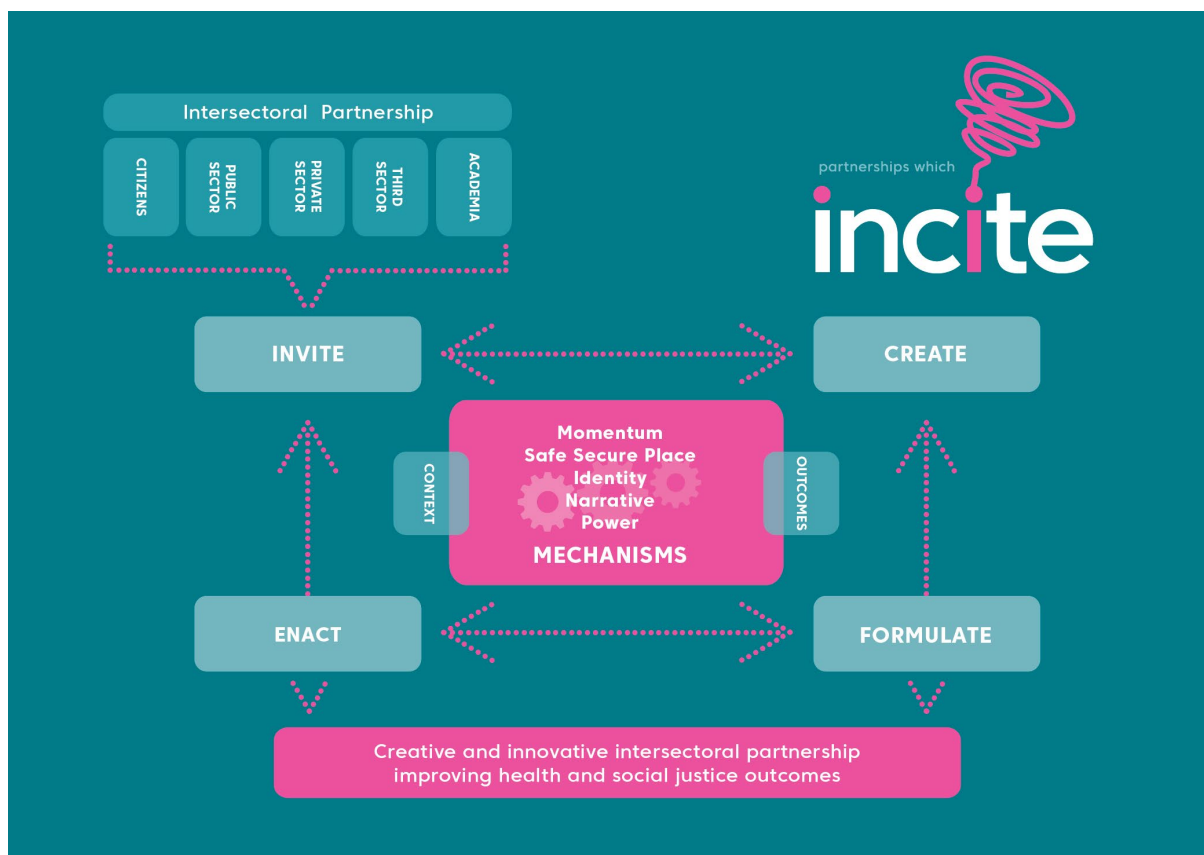 Intersectoral Partnership
CITIZENS
PUBLIC
SECTOR
PRIVATE
SECTOR
THIRD
SECTOR
ACADEMIA
partnerships which
incite
INVITE
CREATE
Momentum
Safe Secure Place
Identity
Narrative
Power
MECHANISMS
CONTEXT
OUTCOMES
ENACT
FORMULATE
Creative and innovative intersectoral partnership
improving health and social justice outcomes